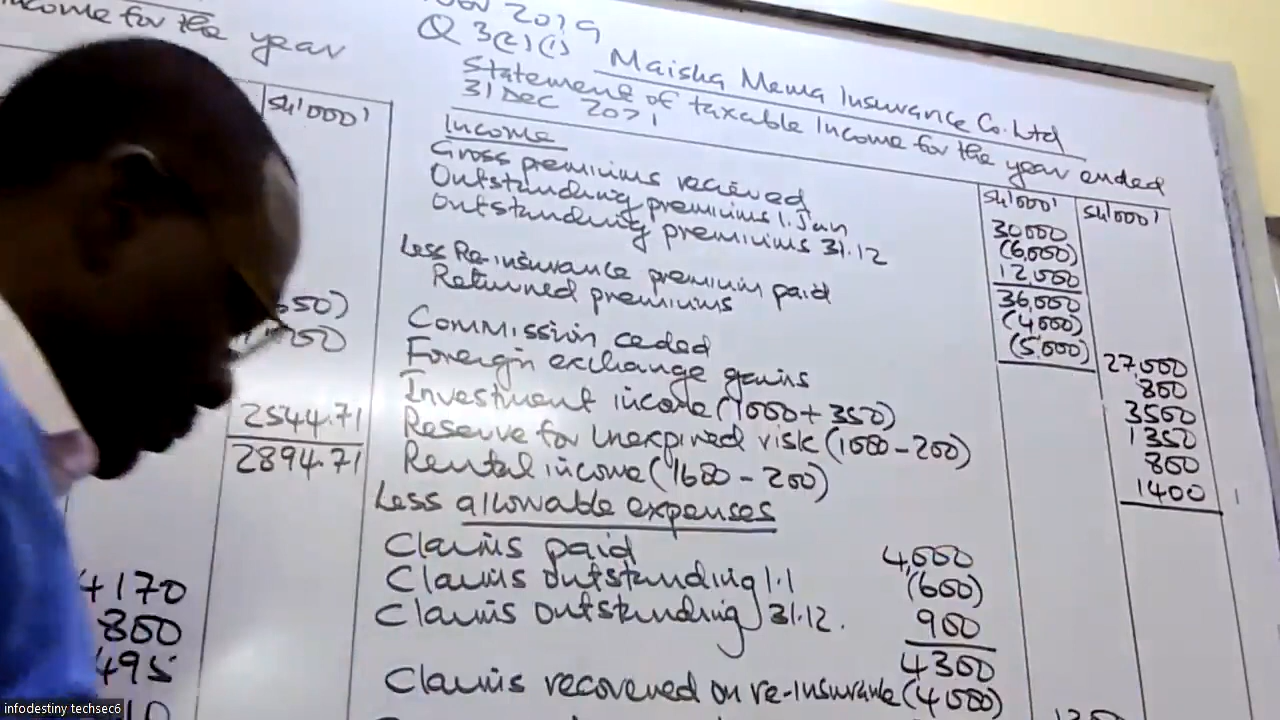 Income for the year
Nov 2019
Q 3(c)(i) Maisha Mema Insurance Co. Ltd
Statement of taxable Income for the year ended
31 Dec 2021
Income
Sh'000' Sh'000'
Gross premiums received 30000
Outstanding premiums 1. Jan (6,000)
Outstanding premiums 31.12 12,000
36,000
Less Re-insurance premium paid (4,000)
Returned premiums (5,000) 27,000
Commission ceded 800
Foreign exchange gains 3500
Investment income (1000 + 350) 1350
Reserve for unexpired risk (1000 - 200) 800
Rental income (1600 - 200) 1400
Less allowable expenses
Claims paid 4,000
Claims outstanding 1.1 (600)
Claims outstanding 31.12. 900
4300
Claims recovered on re-insurance (4000)
Sh'000'
2544.71
2894.71
4170
800
495
infodestiny techsec6